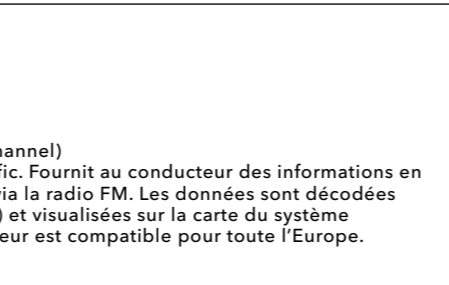 hannel)
fic. Fournit au conducteur des informations en
via la radio FM. Les données sont décodées
) et visualisées sur la carte du système
eur est compatible pour toute l'Europe.